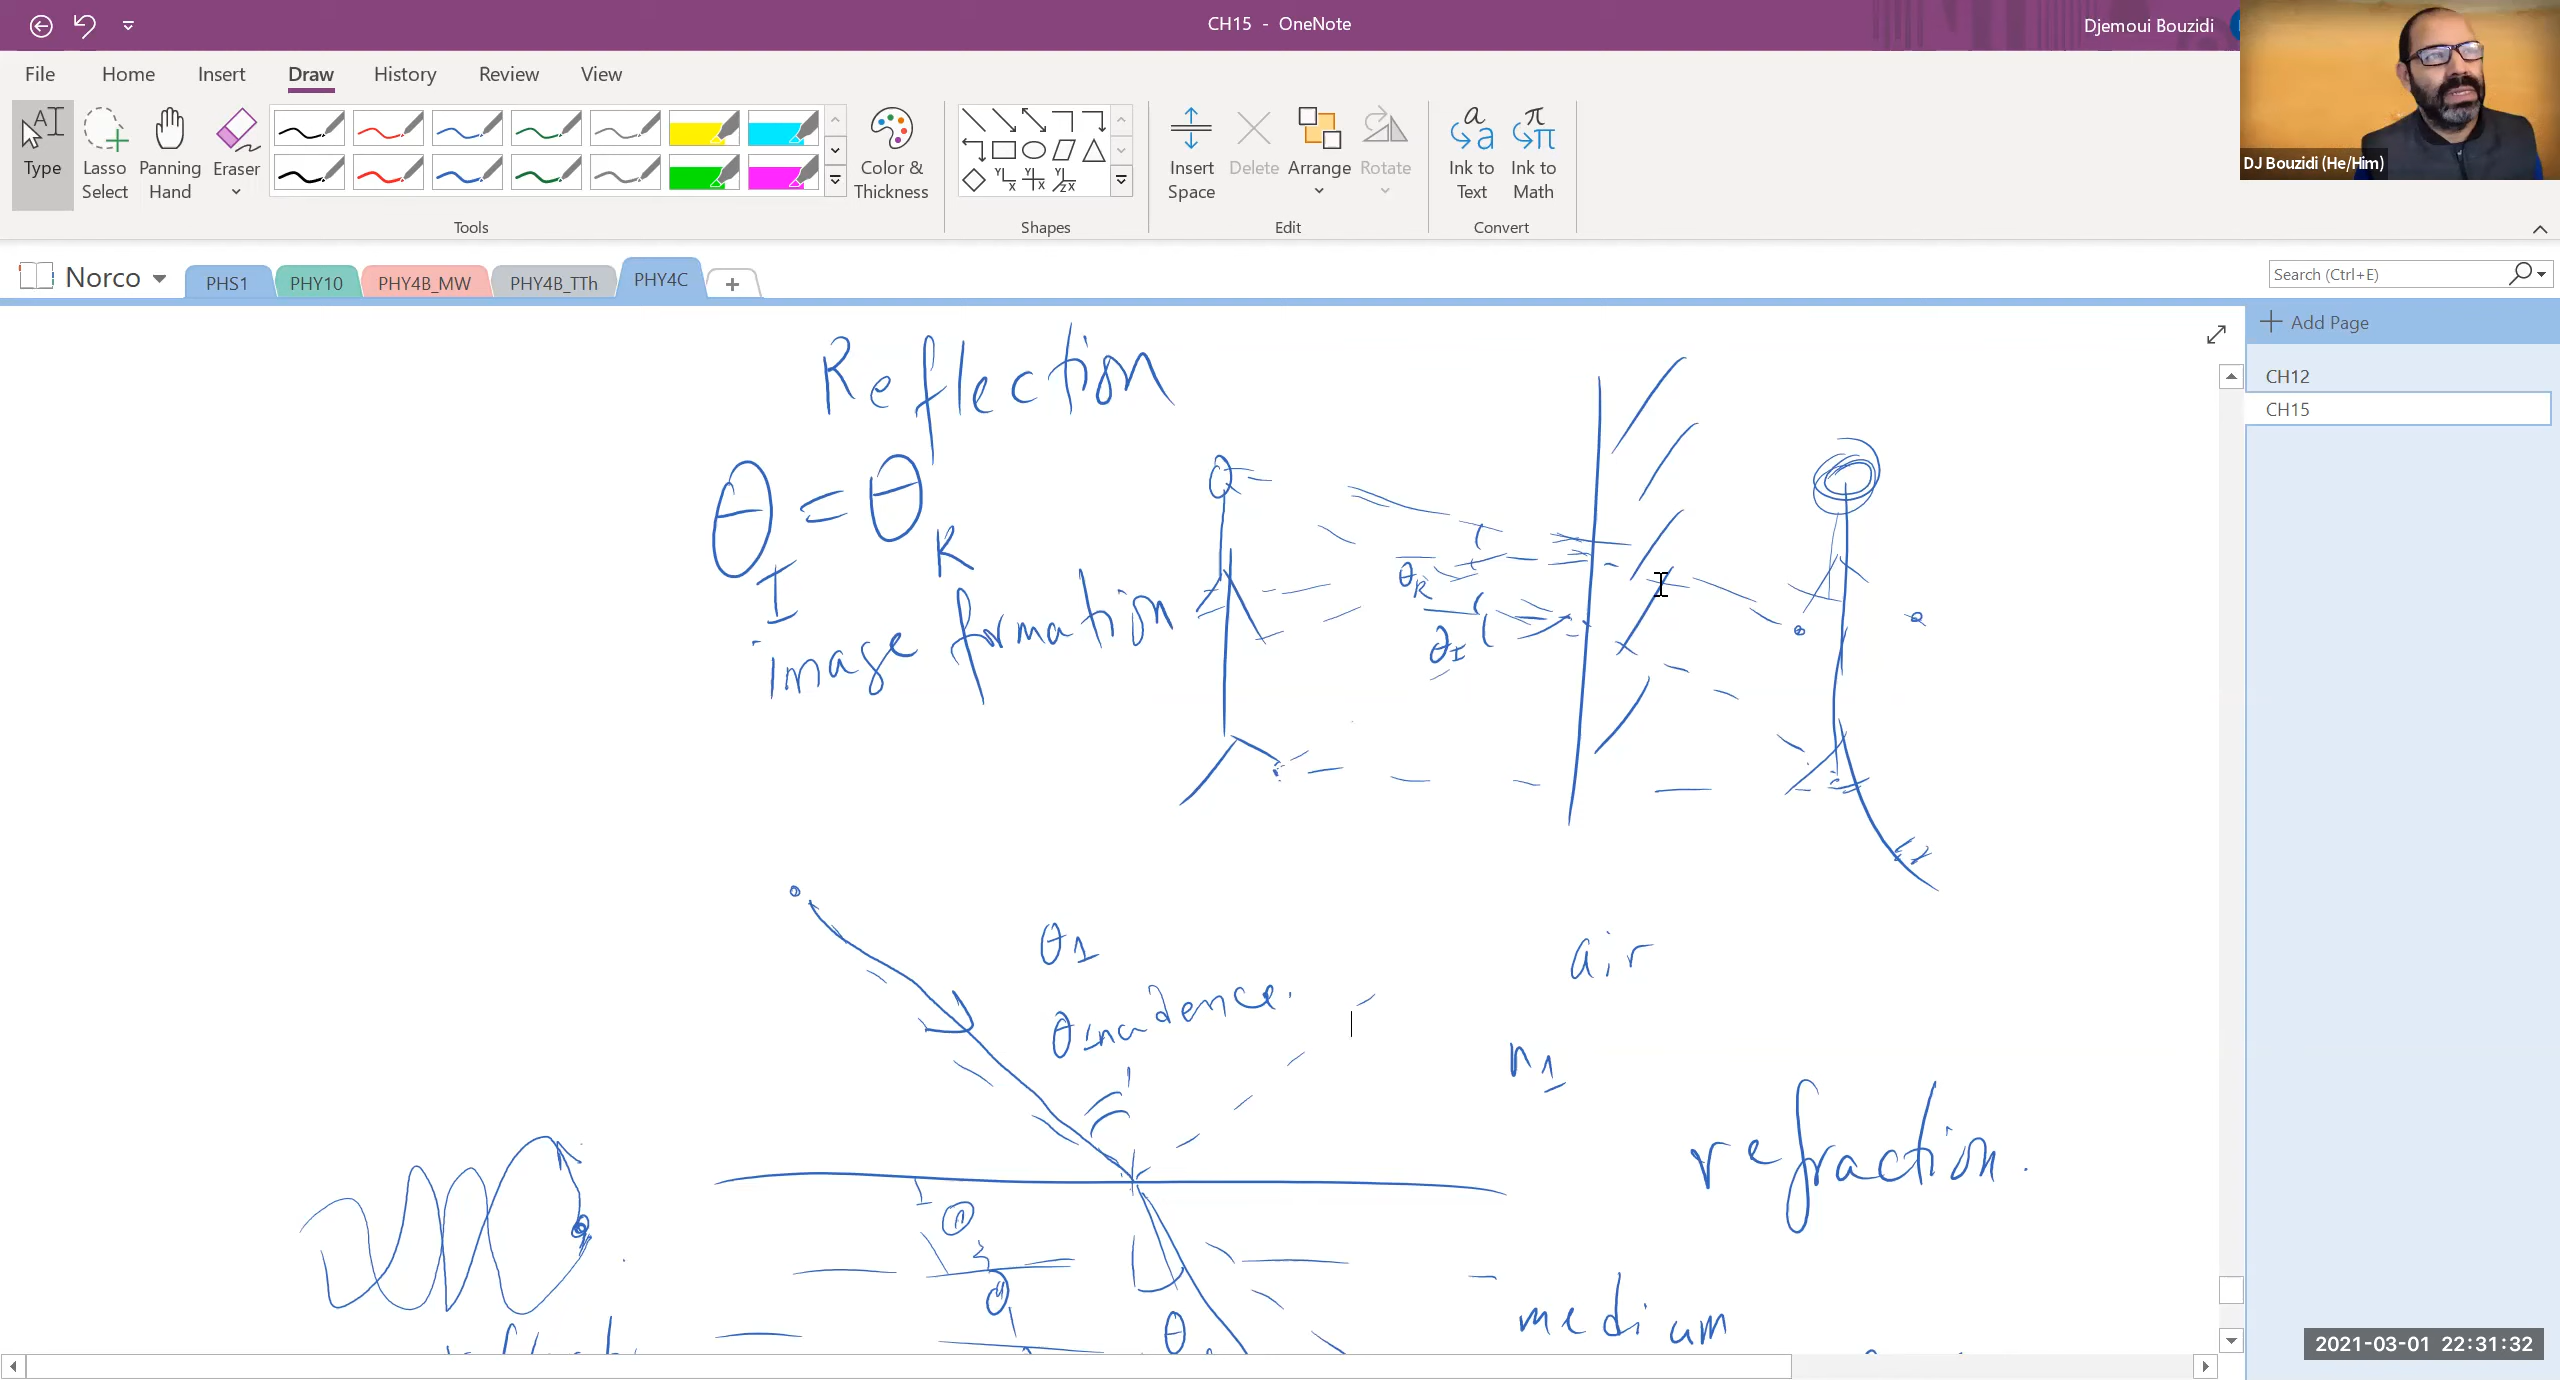 CH15 - OneNote
Djemoui Bouzidi
DJ Bouzidi (He/Him)
File Home Insert Draw History Review View
Type
Lasso Select
Panning Hand
Eraser
Color & Thickness
Insert Space
Delete
Arrange
Rotate
Ink to Text
Ink to Math
Tools
Shapes
Edit
Convert
Norco
PHS1
PHY10
PHY4B_MW
PHY4B_TTh
PHY4C
+
Search (Ctrl+E)
Add Page
CH12
CH15
Reflection
θI = θR
image formation
θR
θI
θ1
θincidence.
air
n1
refraction.
medium
θ
2021-03-01 22:31:32